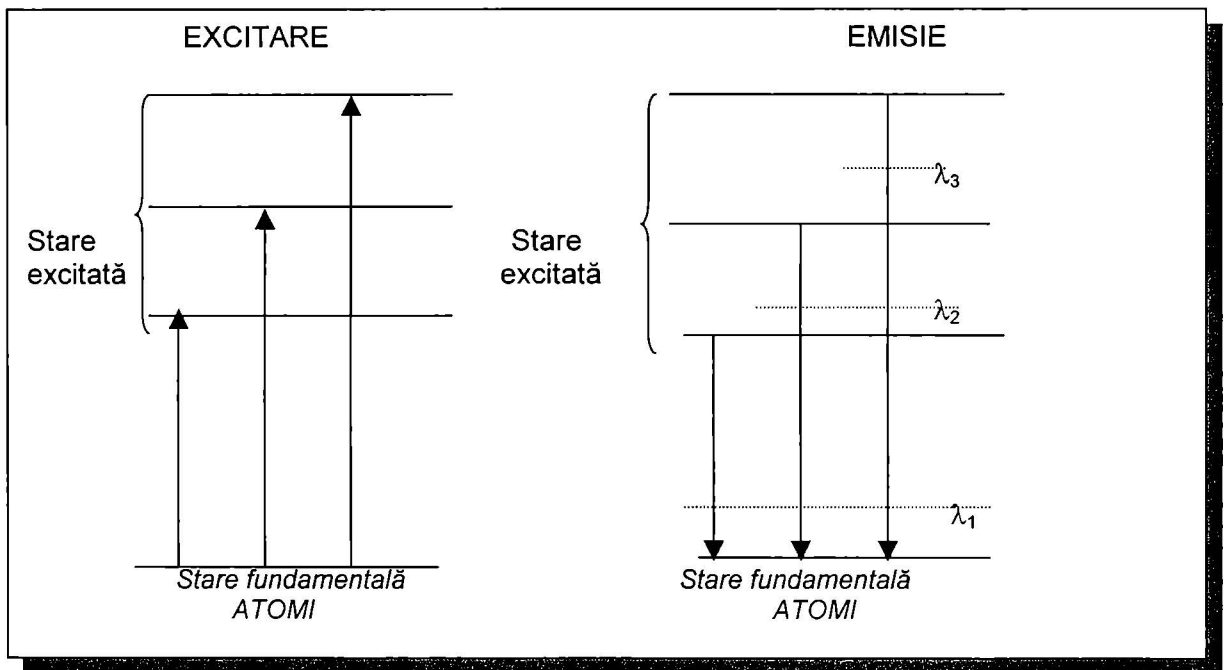 EXCITARE
Stare
excitată
Stare fundamentală
ATOMI
EMISIE
Stare
excitată
λ₃
λ₂
λ₁
Stare fundamentală
ATOMI